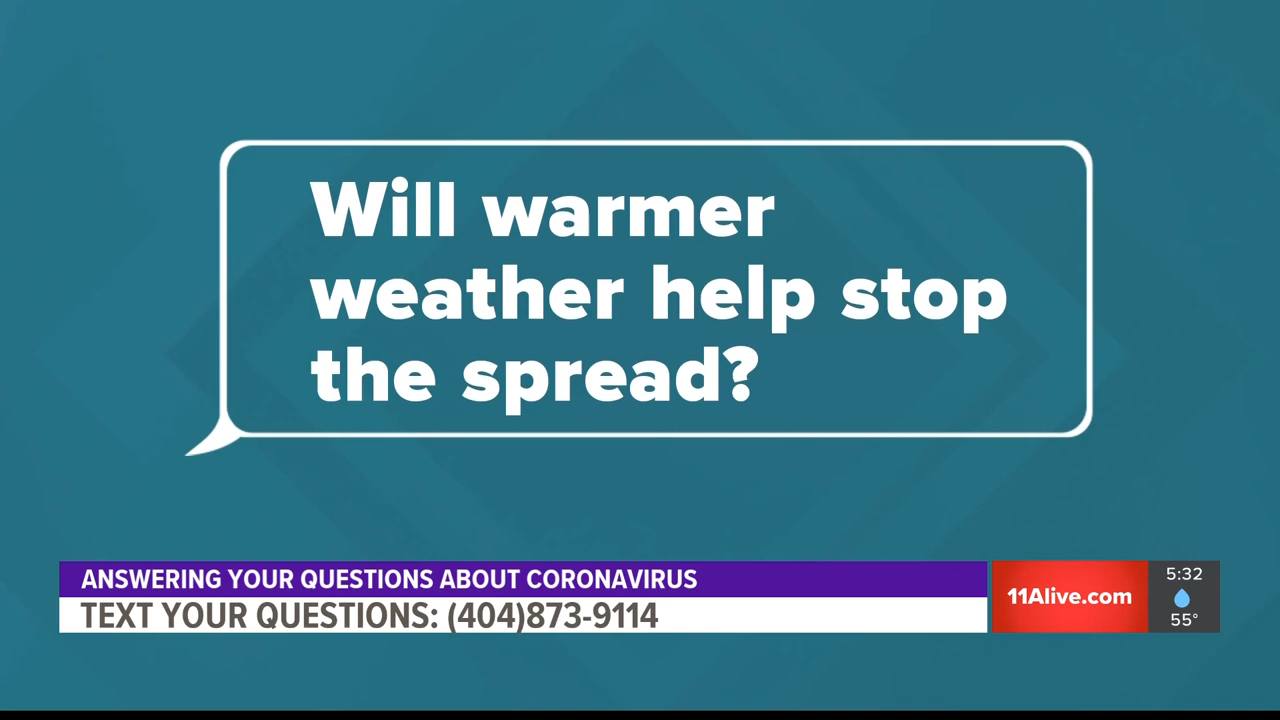 Will warmer
weather help stop
the spread?
ANSWERING YOUR QUESTIONS ABOUT CORONAVIRUS
TEXT YOUR QUESTIONS: (404)873-9114
11Alive.com
5:32
55°